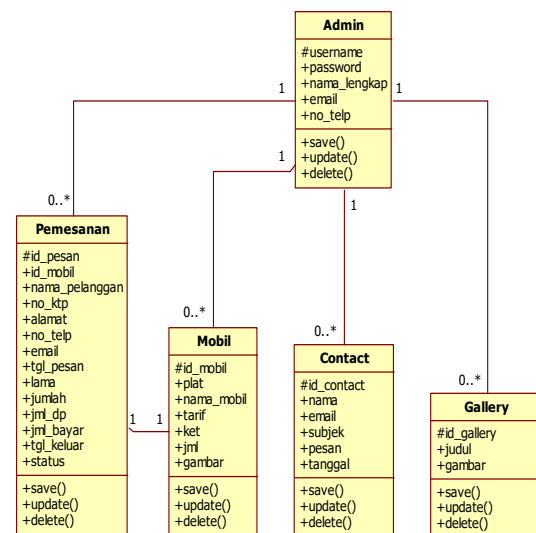 Admin
#username
+password
+nama_lengkap
+email
+no_telp
+save()
+update()
+delete()
1
1
1
1
0..*
0..*
0..*
0..*
Pemesanan
#id_pesan
+id_mobil
+nama_pelanggan
+no_ktp
+alamat
+no_telp
+email
+tgl_pesan
+lama
+jumlah
+jml_dp
+jml_bayar
+tgl_keluar
+status
+save()
+update()
+delete()
1
1
Mobil
#id_mobil
+plat
+nama_mobil
+tarif
+ket
+jml
+gambar
+save()
+update()
+delete()
Contact
#id_contact
+nama
+email
+subjek
+pesan
+tanggal
+save()
+update()
+delete()
Gallery
#id_gallery
+judul
+gambar
+save()
+update()
+delete()